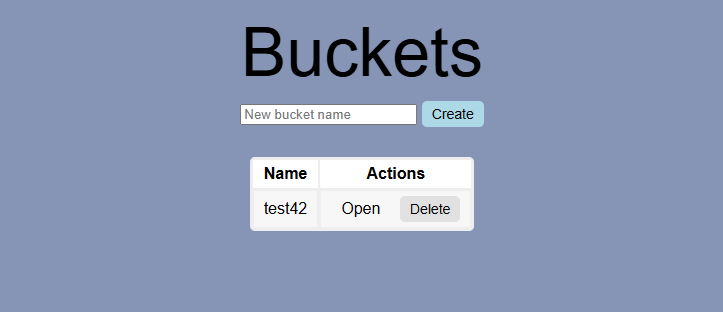 Buckets
New bucket name Create
Name Actions
test42 Open Delete